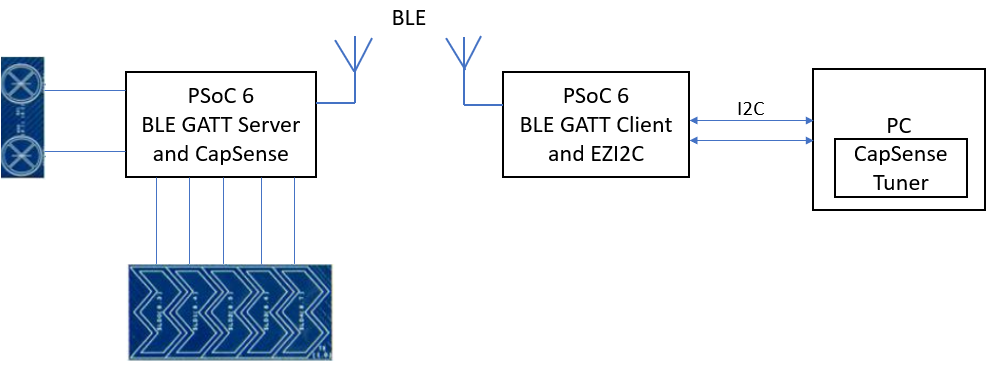 BLE
PSoC 6
BLE GATT Server
and CapSense
PSoC 6
BLE GATT Client
and EZI2C
I2C
PC
CapSense
Tuner